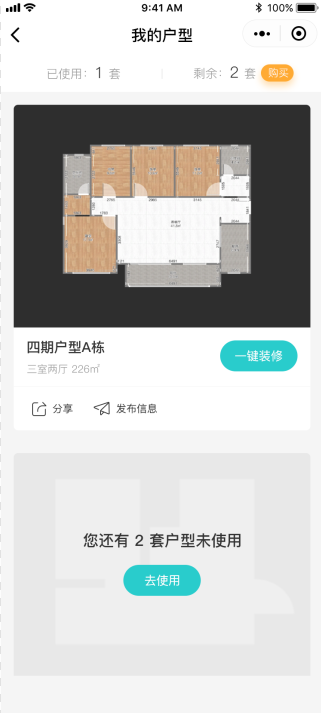 9:41 AM
100%
我的户型
已使用：1 套
剩余：2 套 购买
四期户型A栋
三室两厅 226㎡
一键装修
分享
发布信息
您还有 2 套户型未使用
去使用